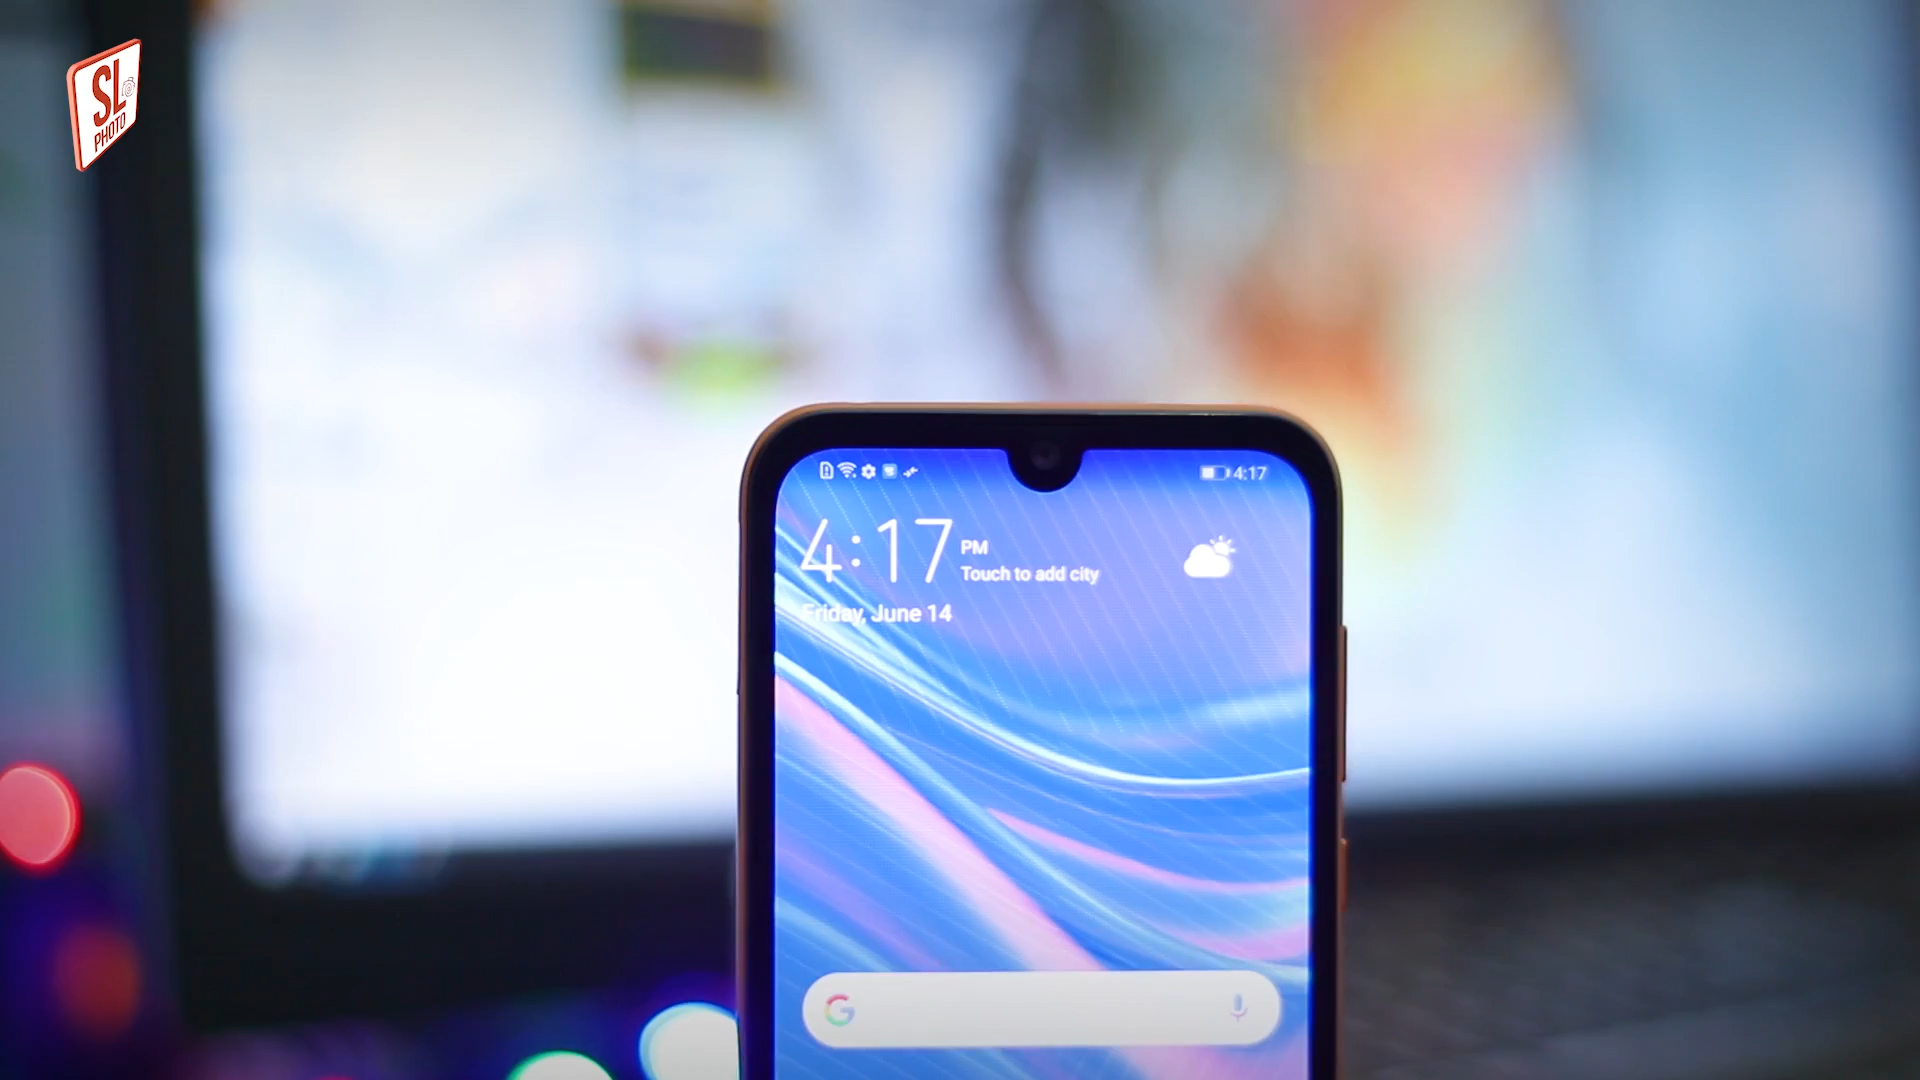 SL
PHOTO
4:17
4:17 PM
Touch to add city
Friday, June 14
G